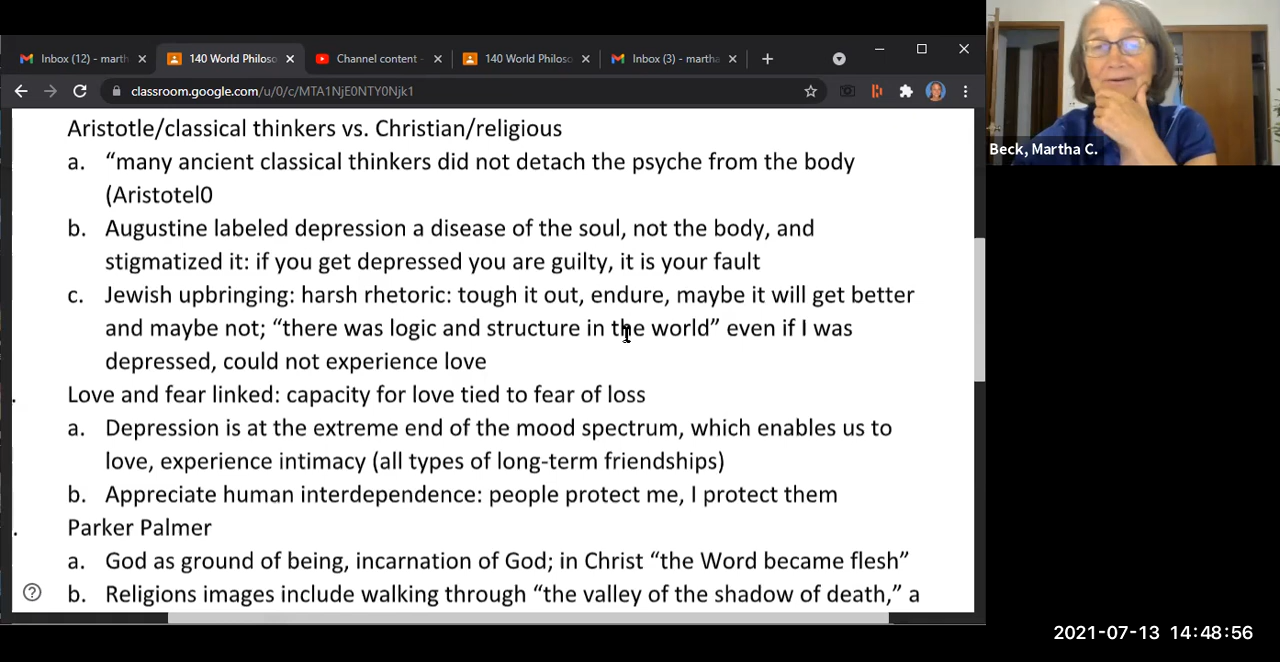 Inbox (12) - mart
140 World Philoso
Channel content -
140 World Philoso
Inbox (3) - martha
classroom.google.com/u/0/c/MTA1NjE0NTY0Njk1
Beck, Martha C.
Aristotle/classical thinkers vs. Christian/religious
a. “many ancient classical thinkers did not detach the psyche from the body
(Aristotel0
b. Augustine labeled depression a disease of the soul, not the body, and
stigmatized it: if you get depressed you are guilty, it is your fault
c. Jewish upbringing: harsh rhetoric: tough it out, endure, maybe it will get better
and maybe not; “there was logic and structure in the world” even if I was
depressed, could not experience love
. Love and fear linked: capacity for love tied to fear of loss
a. Depression is at the extreme end of the mood spectrum, which enables us to
love, experience intimacy (all types of long-term friendships)
b. Appreciate human interdependence: people protect me, I protect them
. Parker Palmer
a. God as ground of being, incarnation of God; in Christ “the Word became flesh”
b. Religions images include walking through “the valley of the shadow of death,” a
2021-07-13 14:48:56